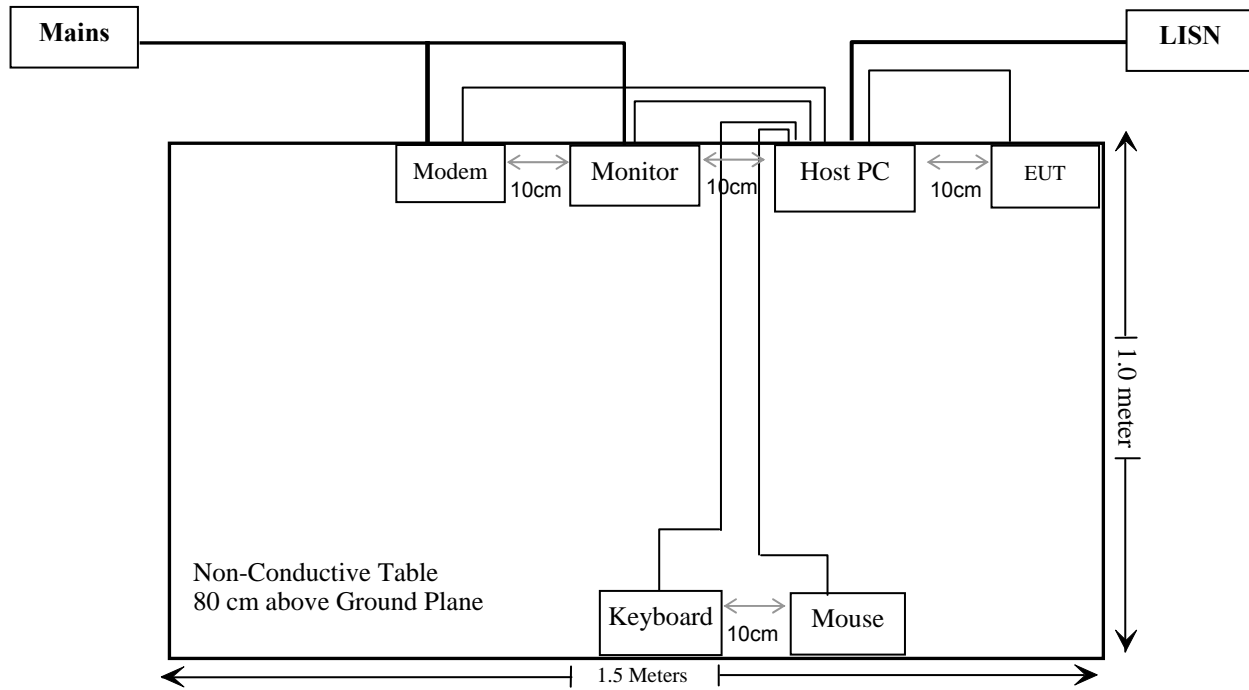 Mains
LISN
Modem
10cm
Monitor
10cm
Host PC
10cm
EUT
1.0 meter
Non-Conductive Table
80 cm above Ground Plane
Keyboard
10cm
Mouse
1.5 Meters